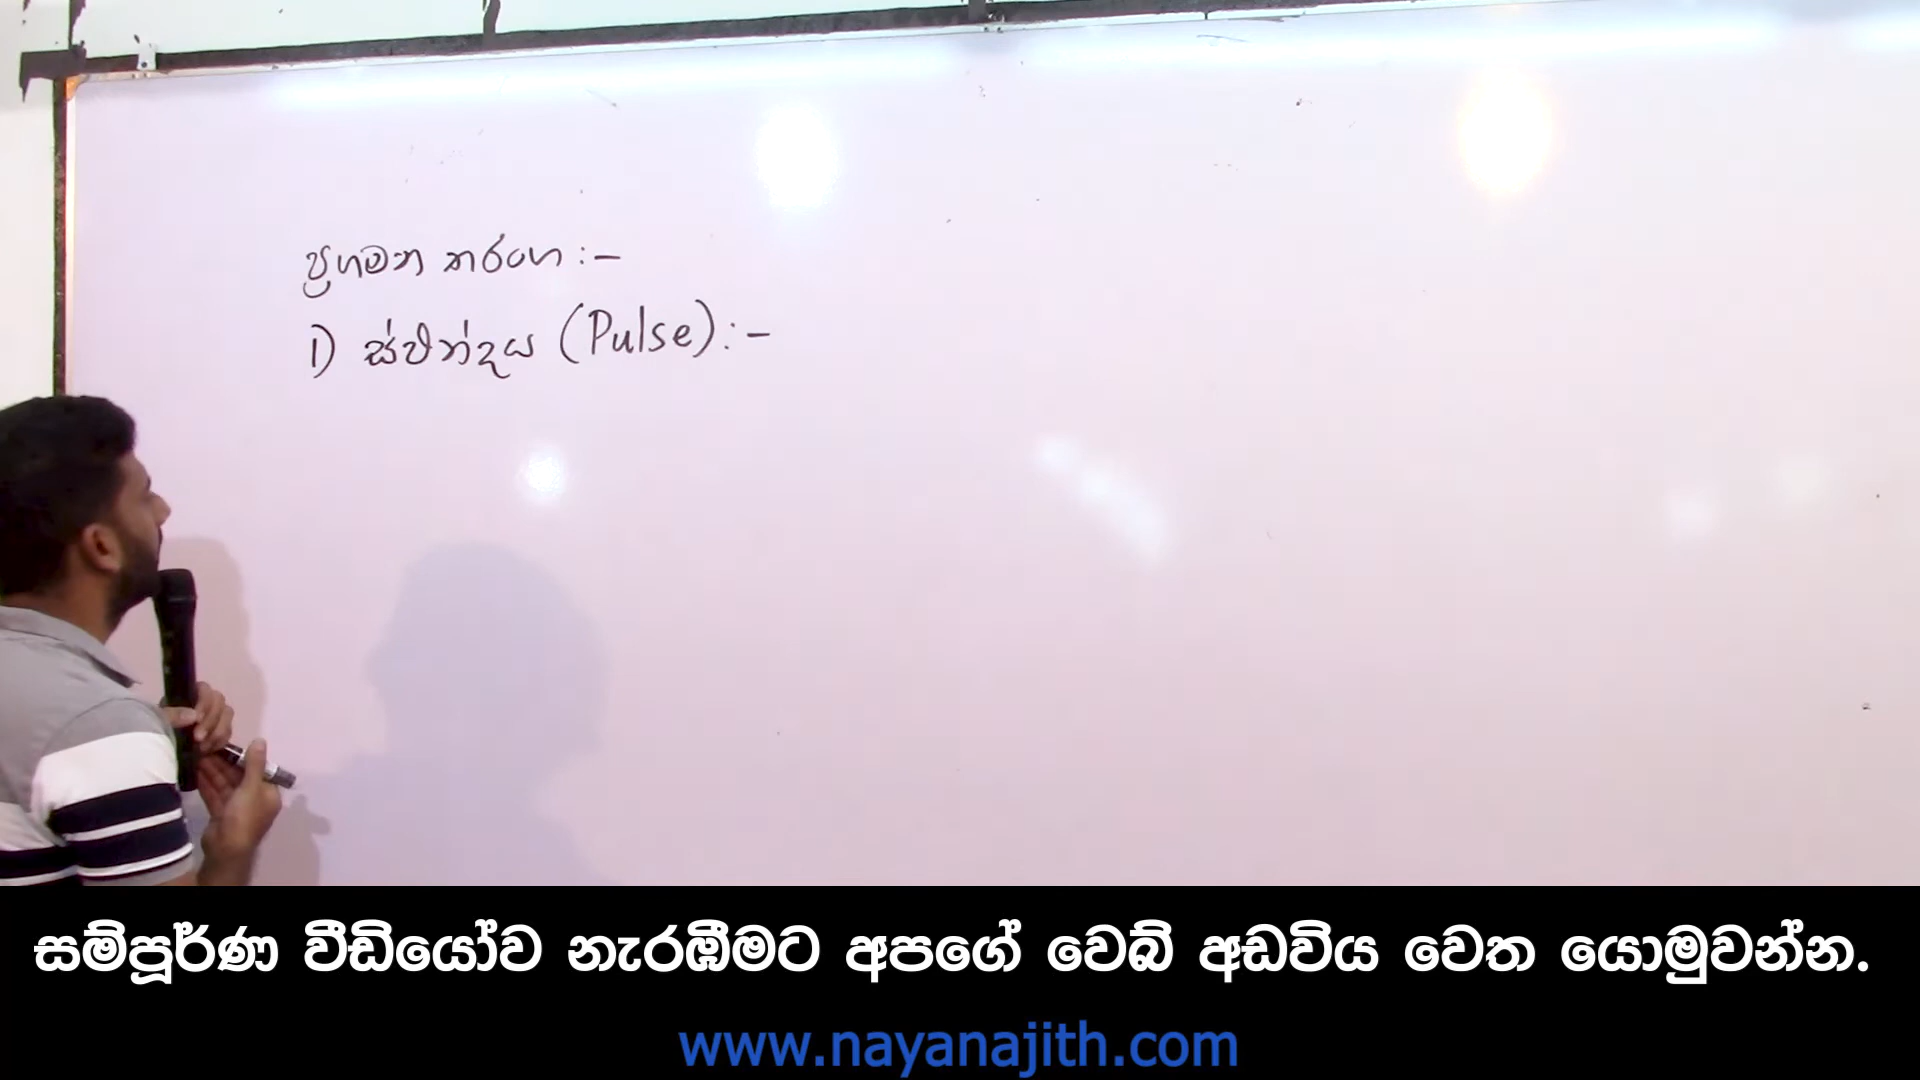 ප්‍රගමන තරංග :-
1) ස්පන්දය (Pulse) :-
සම්පූර්ණ වීඩියෝව නැරඹීමට අපගේ වෙබ් අඩවිය වෙත යොමුවන්න.
www.nayanajith.com